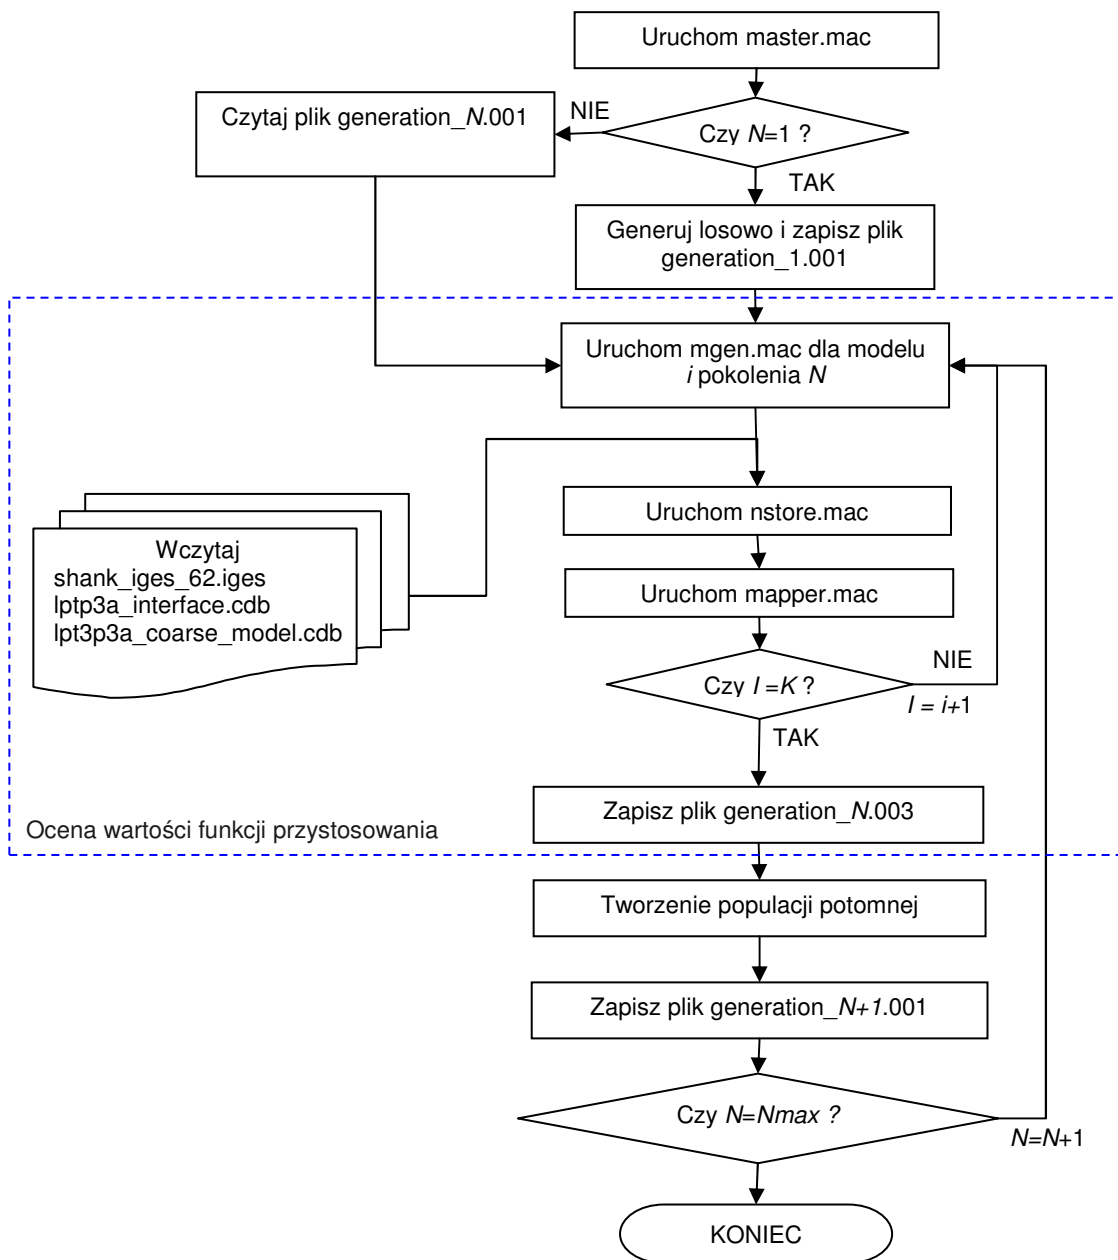 Uruchom master.mac
Czytaj plik generation_N.001
NIE
Czy N=1 ?
TAK
Generuj losowo i zapisz plik
generation_1.001
Uruchom mgen.mac dla modelu
i pokolenia N
Uruchom nstore.mac
Wczytaj
shank_iges_62.iges
lptp3a_interface.cdb
lpt3p3a_coarse_model.cdb
Uruchom mapper.mac
Czy I =K ?
NIE
I = i+1
TAK
Zapisz plik generation_N.003
Ocena wartości funkcji przystosowania
Tworzenie populacji potomnej
Zapisz plik generation_N+1.001
Czy N=Nmax ?
N=N+1
KONIEC